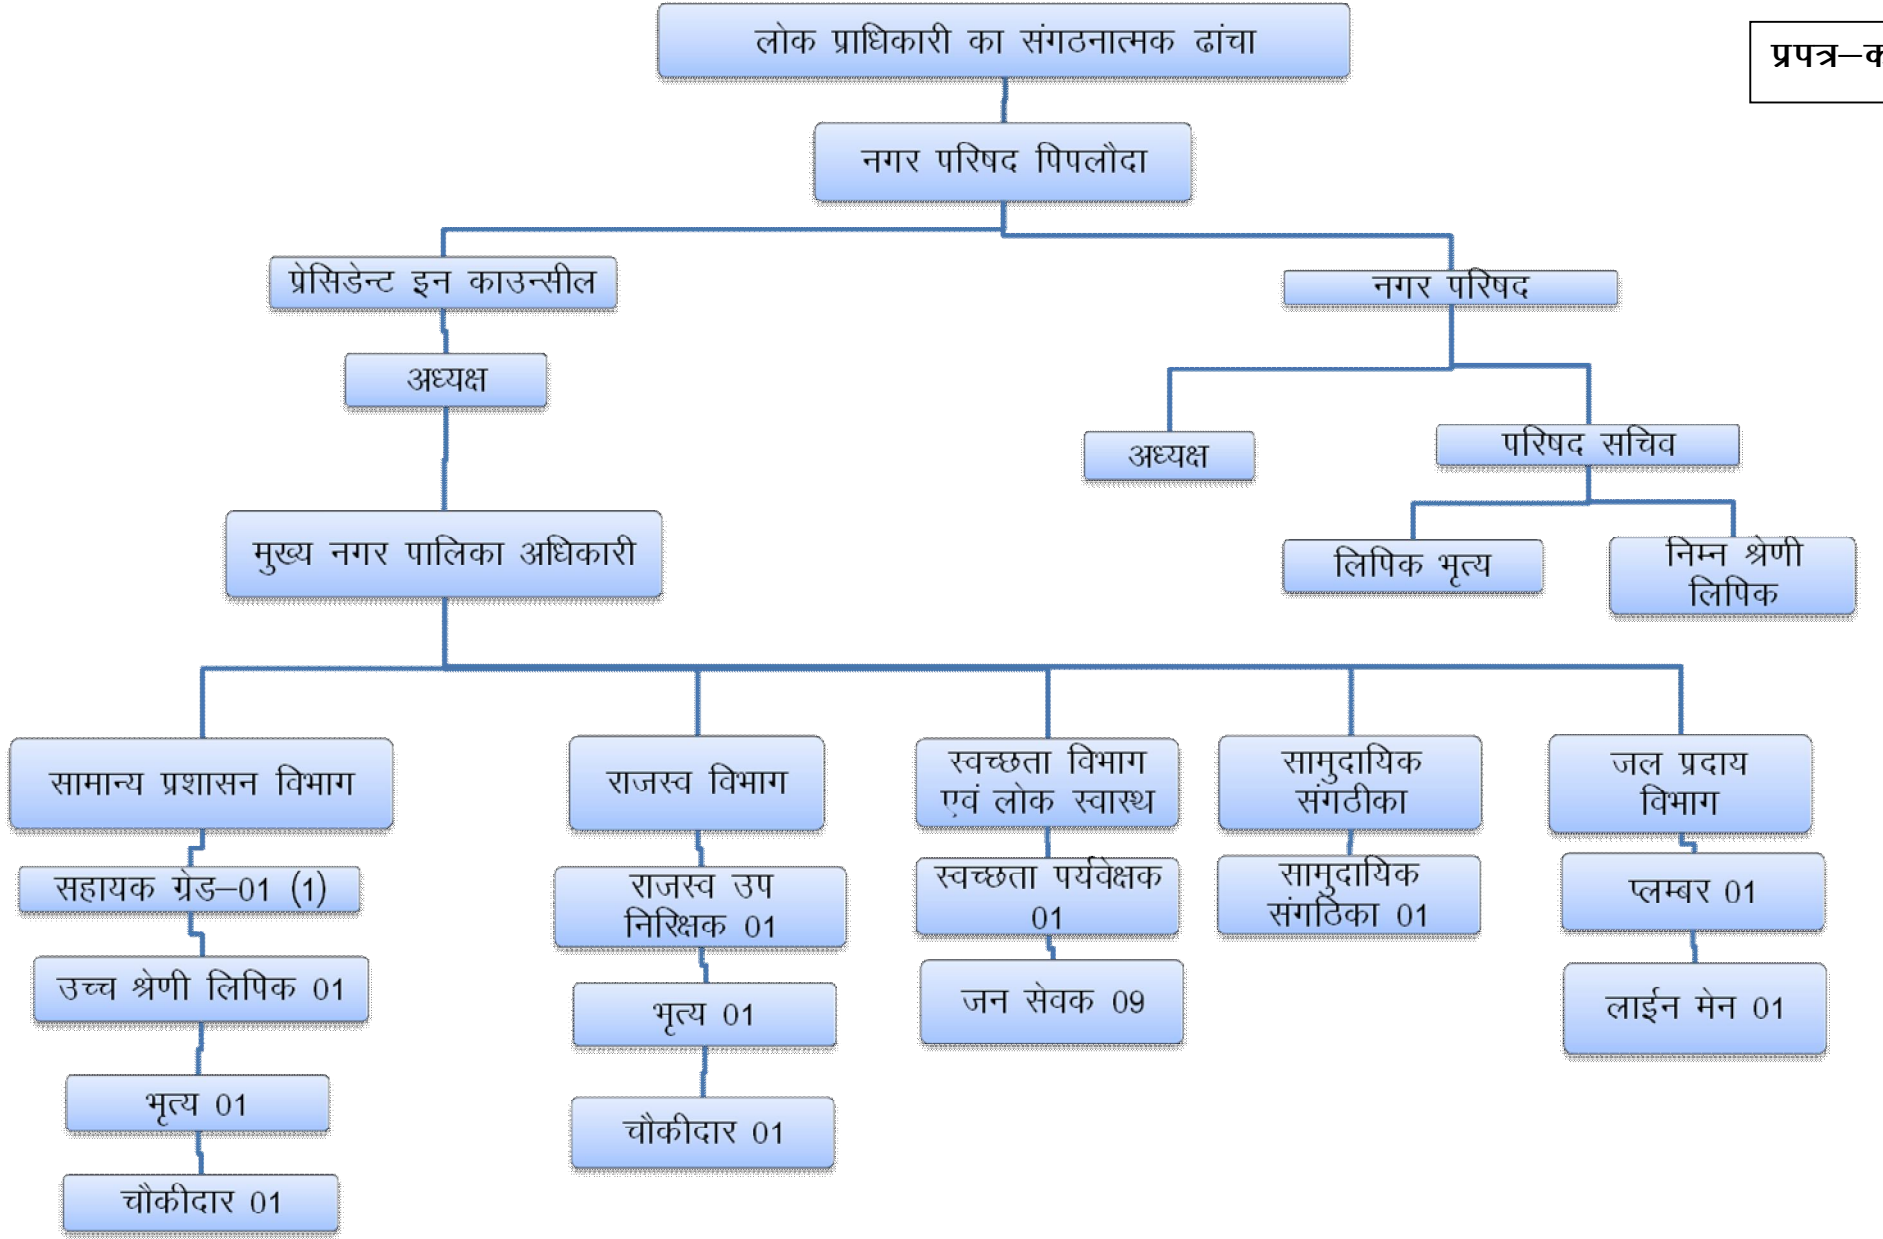 लोक प्राधिकारी का संगठनात्मक ढांचा
प्रपत्र–क
नगर परिषद पिपलौदा
प्रेसिडेन्ट इन काउन्सील
नगर परिषद
अध्यक्ष
अध्यक्ष
परिषद सचिव
मुख्य नगर पालिका अधिकारी
लिपिक भृत्य
निम्न श्रेणी
लिपिक
सामान्य प्रशासन विभाग
राजस्व विभाग
स्वच्छता विभाग
एवं लोक स्वास्थ
सामुदायिक
संगठीका
जल प्रदाय
विभाग
सहायक ग्रेड–01 (1)
राजस्व उप
निरिक्षक 01
स्वच्छता पर्यवेक्षक
01
सामुदायिक
संगठिका 01
प्लम्बर 01
उच्च श्रेणी लिपिक 01
भृत्य 01
जन सेवक 09
लाईन मेन 01
भृत्य 01
चौकीदार 01
चौकीदार 01